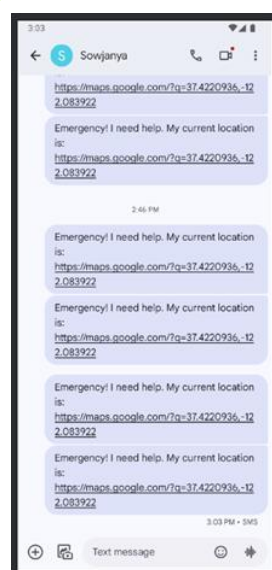 3:03
S Sowjanya
is:
https://maps.google.com/?q=37.4220936,-12
2.083922
Emergency! I need help. My current location
is:
https://maps.google.com/?q=37.4220936,-12
2.083922
2:46 PM
Emergency! I need help. My current location
is:
https://maps.google.com/?q=37.4220936,-12
2.083922
Emergency! I need help. My current location
is:
https://maps.google.com/?q=37.4220936,-12
2.083922
Emergency! I need help. My current location
is:
https://maps.google.com/?q=37.4220936,-12
2.083922
Emergency! I need help. My current location
is:
https://maps.google.com/?q=37.4220936,-12
2.083922
3:03 PM • SMS
Text message